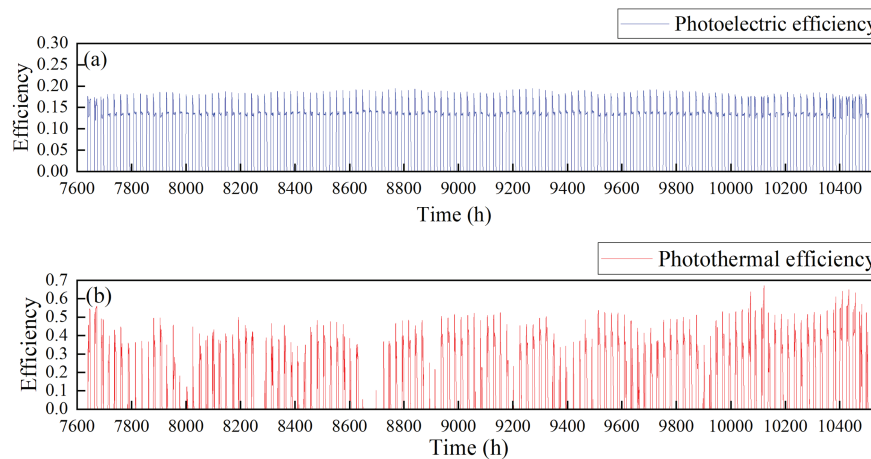 Photoelectric efficiency
(a)
Efficiency
0.30
0.25
0.20
0.15
0.10
0.05
0.00
7600 7800 8000 8200 8400 8600 8800 9000 9200 9400 9600 9800 10000 10200 10400
Time (h)
Photothermal efficiency
(b)
Efficiency
0.7
0.6
0.5
0.4
0.3
0.2
0.1
0.0
7600 7800 8000 8200 8400 8600 8800 9000 9200 9400 9600 9800 10000 10200 10400
Time (h)